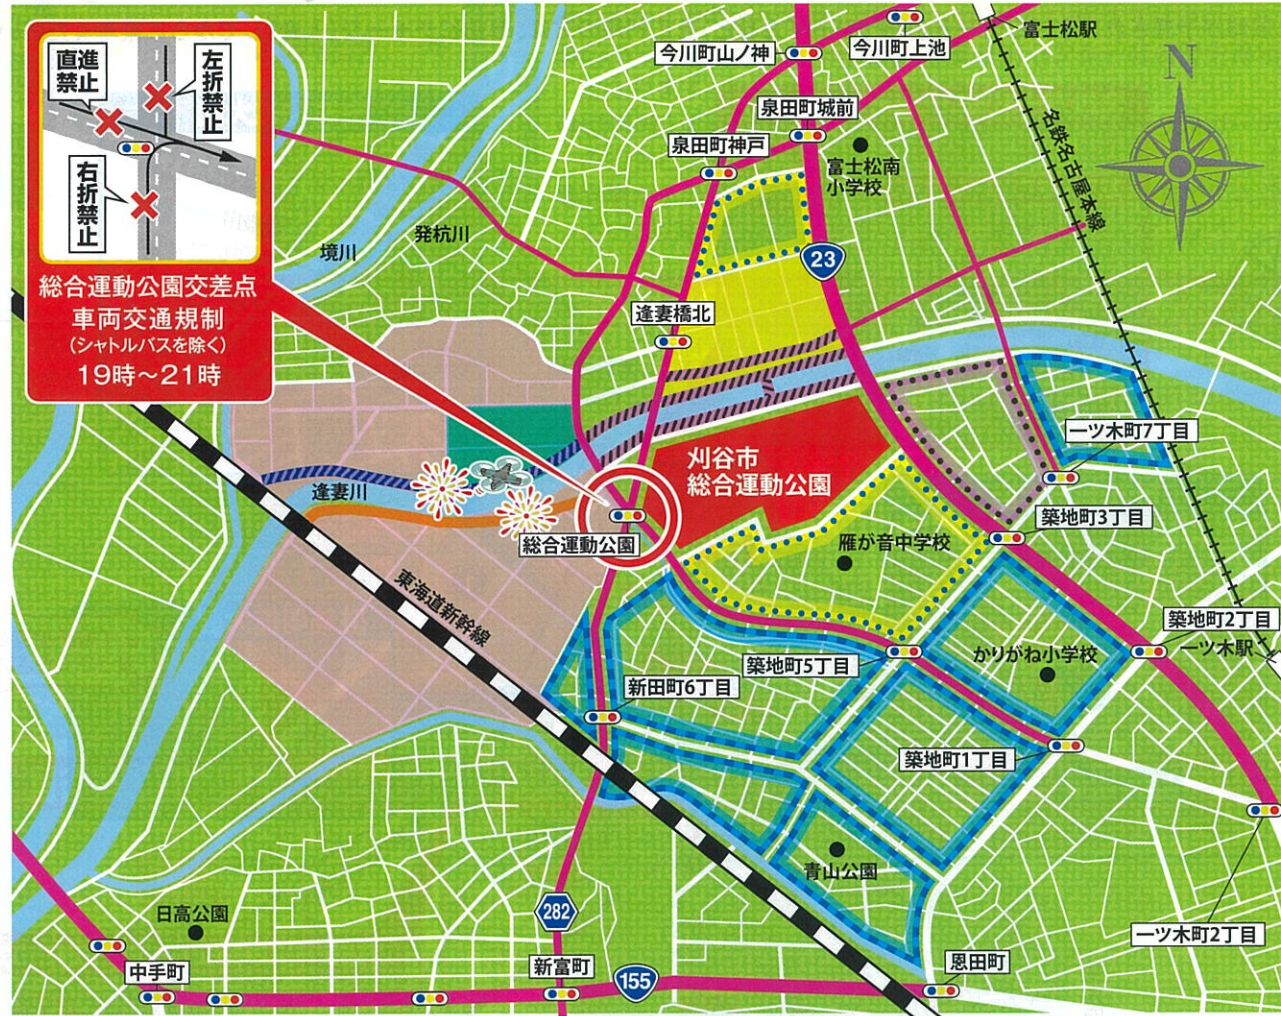 直進
禁止
左折禁止
右折禁止
総合運動公園交差点
車両交通規制
(シャトルバスを除く)
19時～21時
今川町山ノ神
今川町上池
富士松駅
N
泉田町城前
泉田町神戸
富士松南
小学校
名鉄名古屋本線
境川
発杭川
23
逢妻橋北
一ツ木町7丁目
刈谷市
総合運動公園
逢妻川
築地町3丁目
総合運動公園
雁が音中学校
東海道新幹線
築地町2丁目
一ツ木駅
築地町5丁目
かりがね小学校
新田町6丁目
築地町1丁目
青山公園
282
日高公園
一ツ木町2丁目
中手町
新富町
155
恩田町